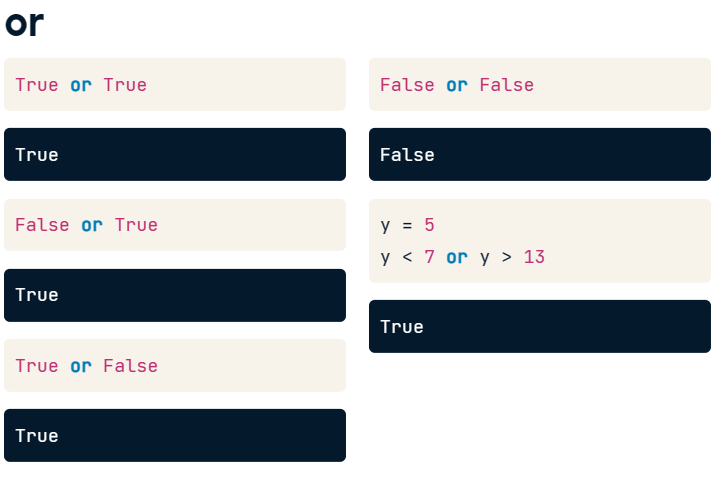 or
True or True
True
False or True
True
True or False
True
False or False
False
y = 5
y < 7 or y > 13
True